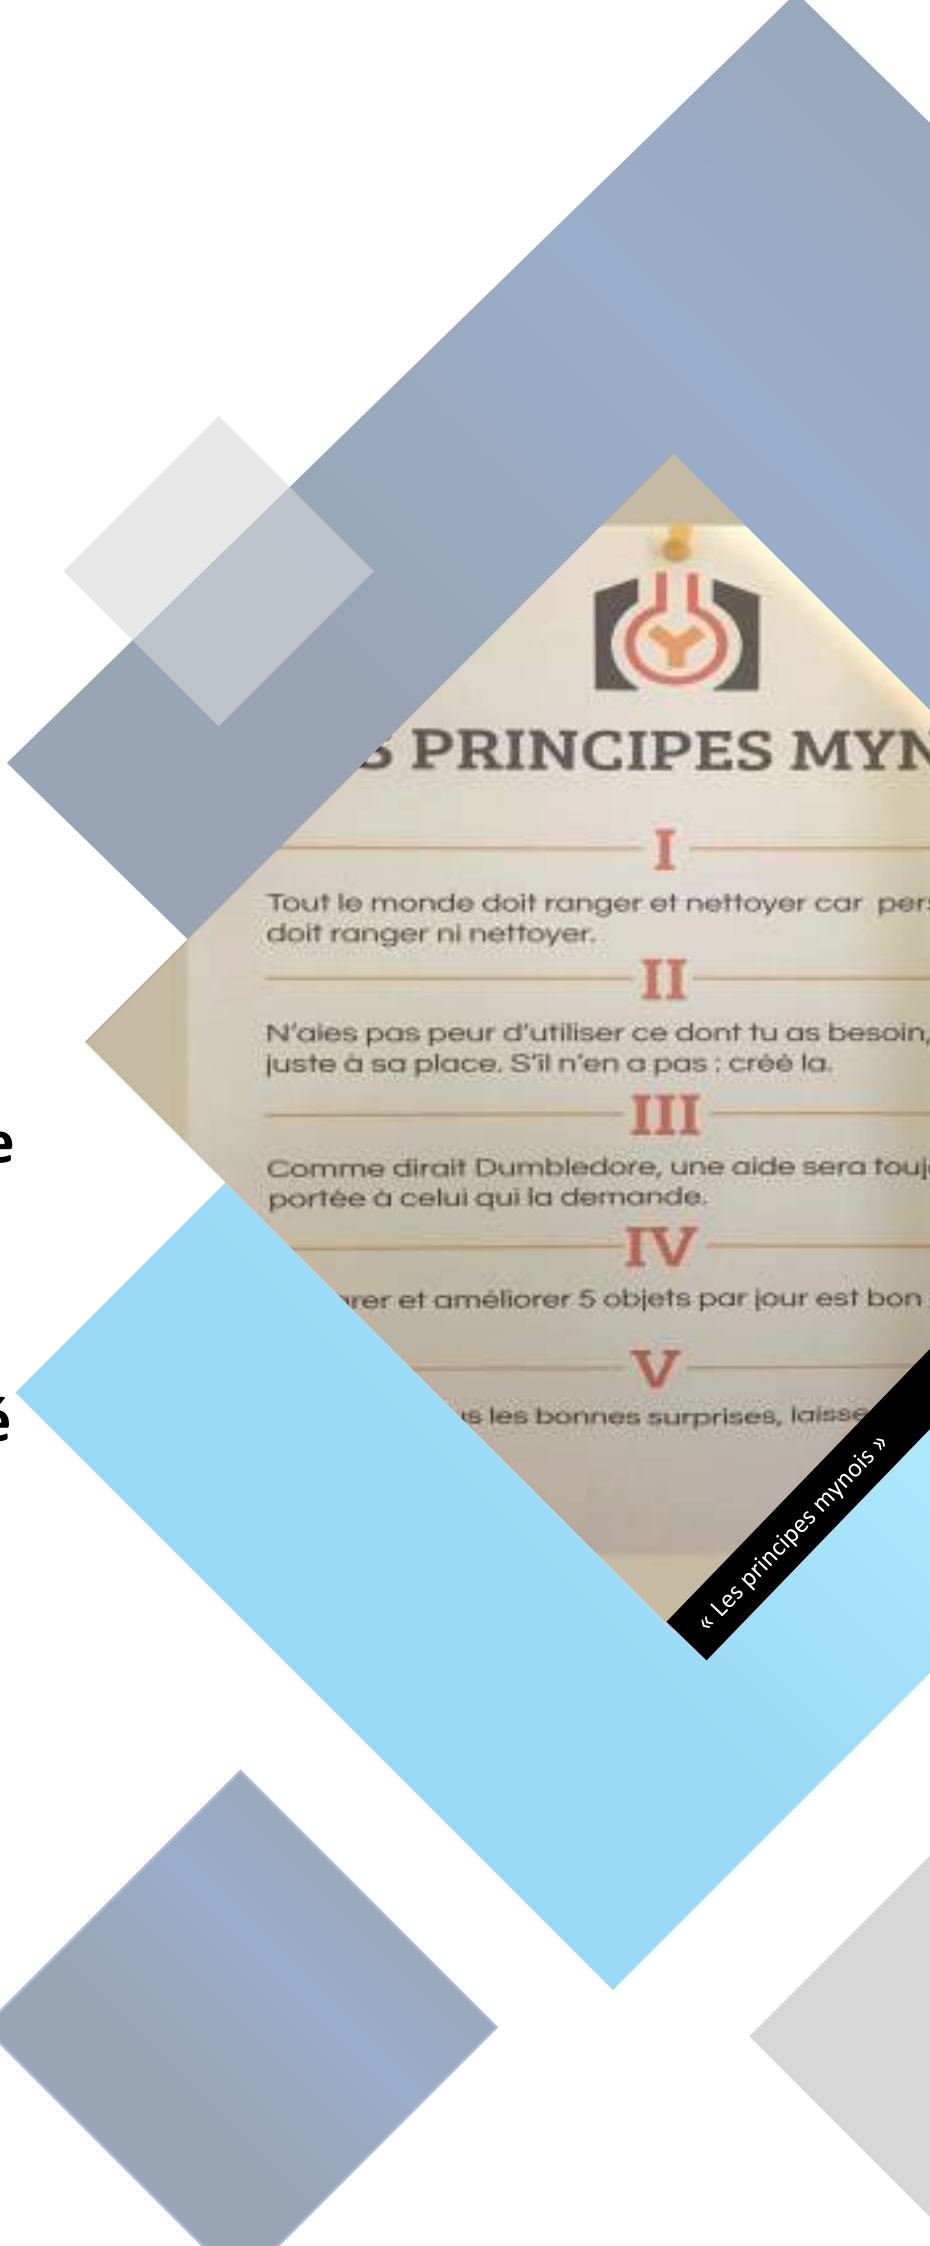 PRINCIPES
I
Tout le monde doit ranger et nettoyer car
doit ranger ni nettoyer.
II
N'aies pas peur d'utiliser ce dont tu as besoin,
juste à sa place. S'il n'en a pas : créé la.
III
Comme dirait Dumbledore, une aide sera
portée à celui qui la demande.
IV
et améliorer 5 objets par jour est bon
V
les bonnes surprises,
« Les principes mynois »
e
é